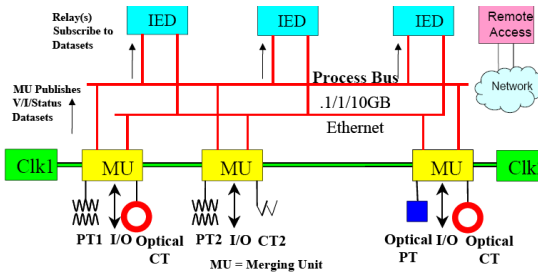 Relay(s)
Subscribe to
Datasets
IED
IED
IED
Remote
Access
Network
MU Publishes
V/I/Status
Datasets
Process Bus
.1/1/10GB
Ethernet
Clk1
MU
MU
MU
Clk
PT1 I/O Optical
CT
PT2 I/O CT2
Optical I/O Optical
PT
CT
MU = Merging Unit